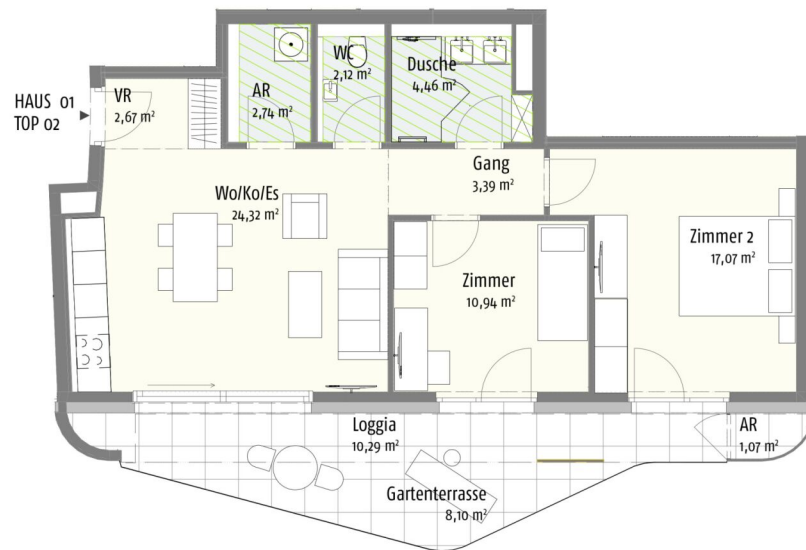 WC
2,12 m²
Dusche
4,46 m²
AR
2,74 m²
VR
2,67 m²
HAUS 01
TOP 02
Gang
3,39 m²
Wo/Ko/Es
24,32 m²
Zimmer 2
17,07 m²
Zimmer
10,94 m²
Loggia
10,29 m²
AR
1,07 m²
Gartenterrasse
8,10 m²